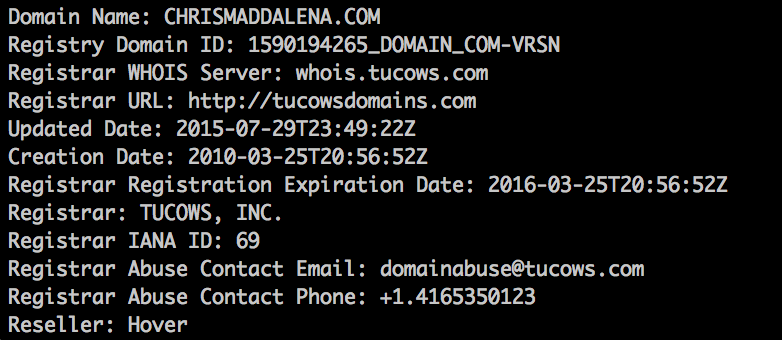 Domain Name: CHRISMADDALENA.COM
Registry Domain ID: 1590194265_DOMAIN_COM-VRSN
Registrar WHOIS Server: whois.tucows.com
Registrar URL: http://tucowsdomains.com
Updated Date: 2015-07-29T23:49:22Z
Creation Date: 2010-03-25T20:56:52Z
Registrar Registration Expiration Date: 2016-03-25T20:56:52Z
Registrar: TUCOWS, INC.
Registrar IANA ID: 69
Registrar Abuse Contact Email: domainabuse@tucows.com
Registrar Abuse Contact Phone: +1.4165350123
Reseller: Hover